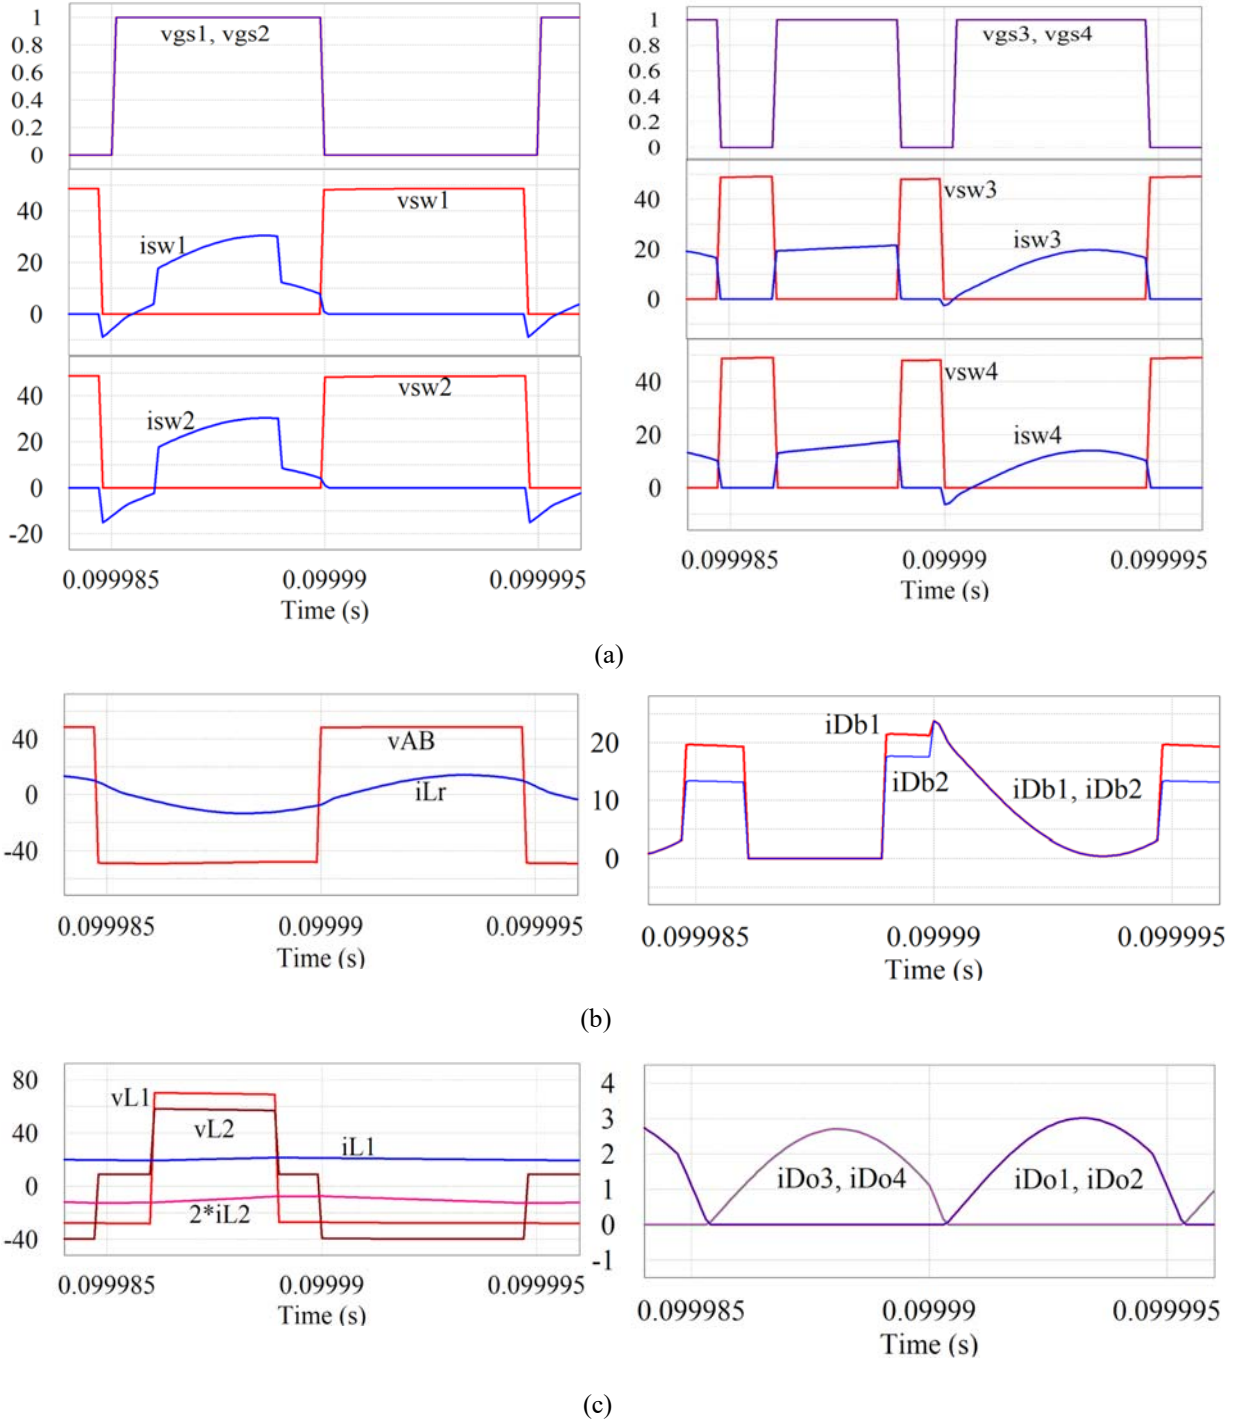 1
0.8
0.6
0.4
0.2
0
vgs1, vgs2
40
20
0
vsw1
isw1
40
20
0
-20
vsw2
isw2
0.099985 0.09999 0.099995
Time (s)
1
0.8
0.6
0.4
0.2
0
vgs3, vgs4
40
20
0
vsw3
isw3
40
20
0
vsw4
isw4
0.099985 0.09999 0.099995
Time (s)
(a)
40
0
-40
vAB
iLr
0.099985 0.09999 0.099995
Time (s)
20
10
0
iDb1
iDb2
iDb1, iDb2
0.099985 0.09999 0.099995
Time (s)
(b)
80
40
0
-40
vL1
vL2
iL1
2*iL2
0.099985 0.09999 0.099995
Time (s)
4
3
2
1
0
-1
iDo3, iDo4
iDo1, iDo2
0.099985 0.09999 0.099995
Time (s)
(c)